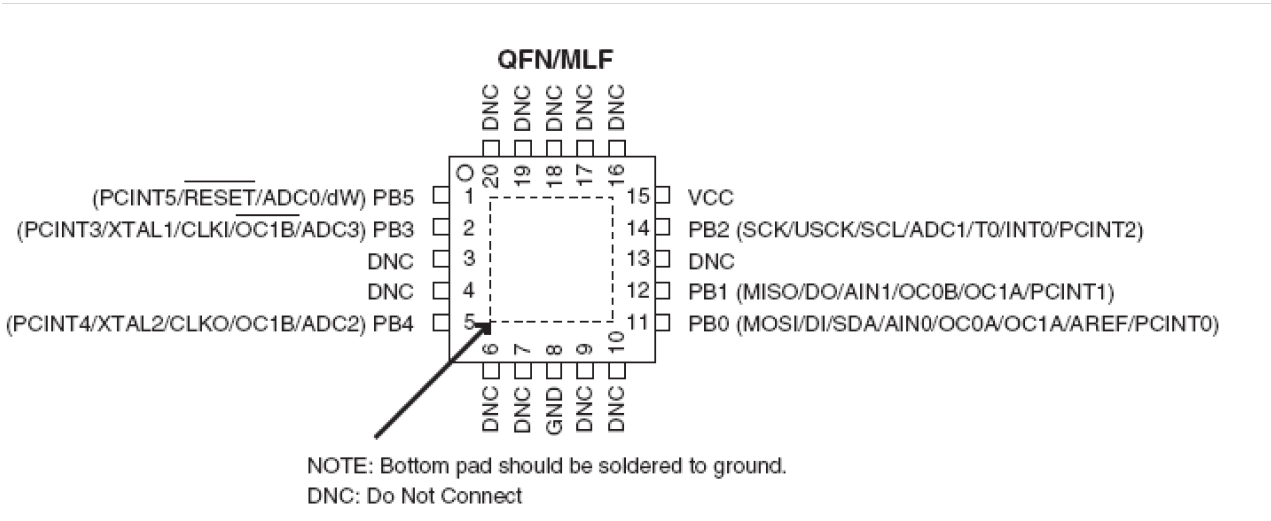 QFN/MLF
DNC DNC DNC DNC DNC
20 19 18 17 16
(PCINT5/RESET/ADC0/dW) PB5 1 15 VCC
(PCINT3/XTAL1/CLKI/OC1B/ADC3) PB3 2 14 PB2 (SCK/USCK/SCL/ADC1/T0/INT0/PCINT2)
DNC 3 13 DNC
DNC 4 12 PB1 (MISO/DO/AIN1/OC0B/OC1A/PCINT1)
(PCINT4/XTAL2/CLKO/OC1B/ADC2) PB4 5 11 PB0 (MOSI/DI/SDA/AIN0/OC0A/OC1A/AREF/PCINT0)
6 7 8 9 10
DNC DNC GND DNC DNC
NOTE: Bottom pad should be soldered to ground.
DNC: Do Not Connect